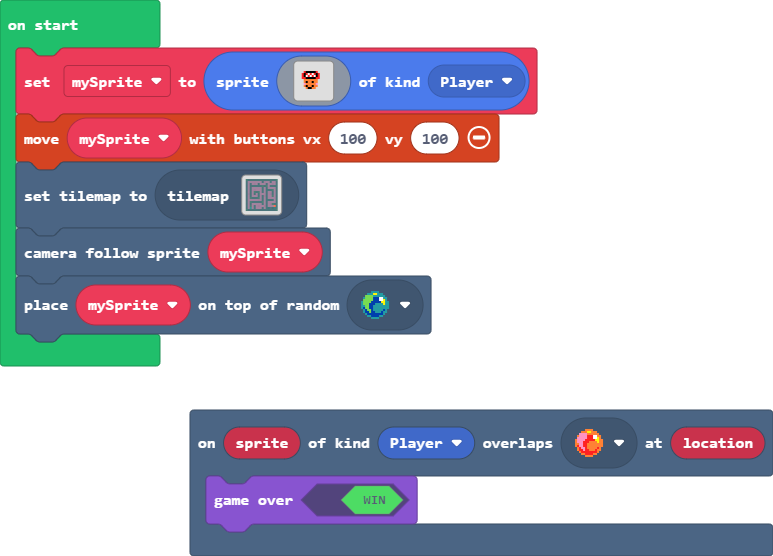 on start
set mySprite to sprite of kind Player
move mySprite with buttons vx 100 vy 100
set tilemap to tilemap
camera follow sprite mySprite
place mySprite on top of random
on sprite of kind Player overlaps at location
game over WIN